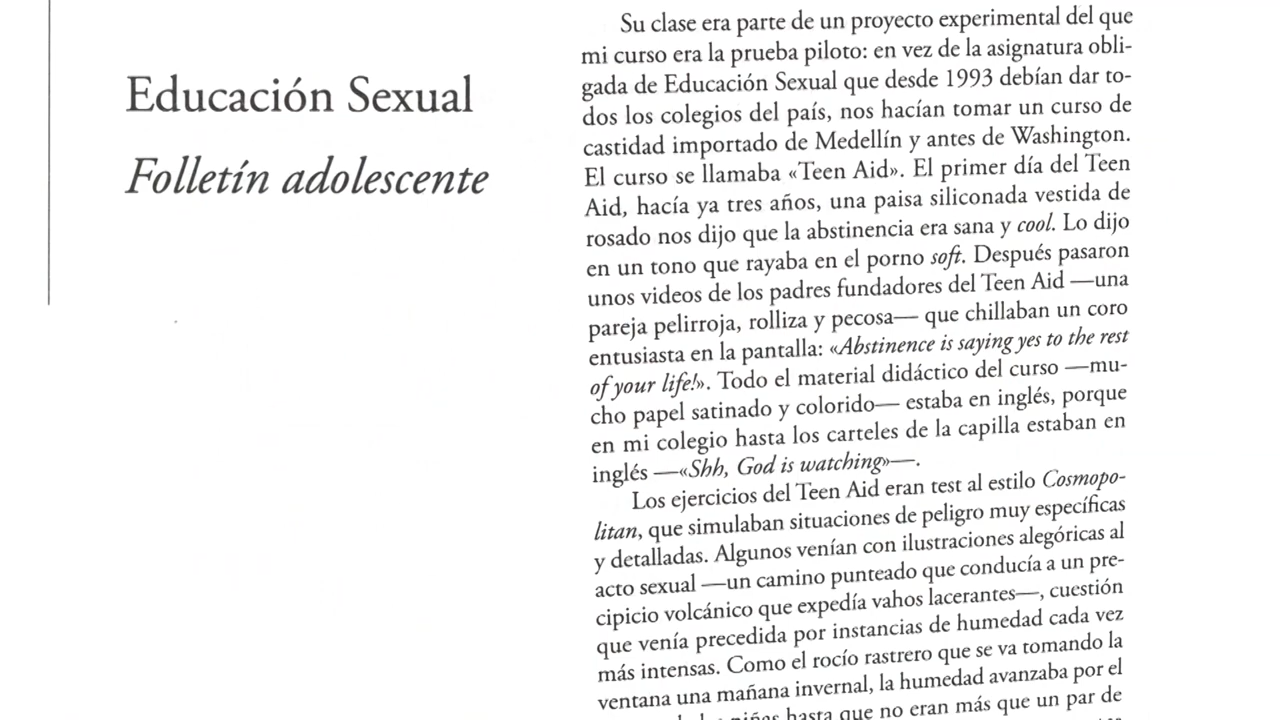 Educación Sexual
Folletín adolescente
Su clase era parte de un proyecto experimental del que
mi curso era la prueba piloto: en vez de la asignatura obli-
gada de Educación Sexual que desde 1993 debían dar to-
dos los colegios del país, nos hacían tomar un curso de
castidad importado de Medellín y antes de Washington.
El curso se llamaba «Teen Aid». El primer día del Teen
Aid, hacía ya tres años, una paisa siliconada vestida de
rosado nos dijo que la abstinencia era sana y cool. Lo dijo
en un tono que rayaba en el porno soft. Después pasaron
unos videos de los padres fundadores del Teen Aid —una
pareja pelirroja, rolliza y pecosa— que chillaban un coro
entusiasta en la pantalla: «Abstinence is saying yes to the rest
of your life!». Todo el material didáctico del curso —mu-
cho papel satinado y colorido— estaba en inglés, porque
en mi colegio hasta los carteles de la capilla estaban en
inglés —«Shh, God is watching»—.
Los ejercicios del Teen Aid eran test al estilo Cosmopo-
litan, que simulaban situaciones de peligro muy específicas
y detalladas. Algunos venían con ilustraciones alegóricas al
acto sexual —un camino punteado que conducía a un pre-
cipicio volcánico que expedía vahos lacerantes—, cuestión
que venía precedida por instancias de humedad cada vez
más intensas. Como el rocío rastrero que se va tomando la
ventana una mañana invernal, la humedad avanzaba por el
niños hasta que no eran más que un par de